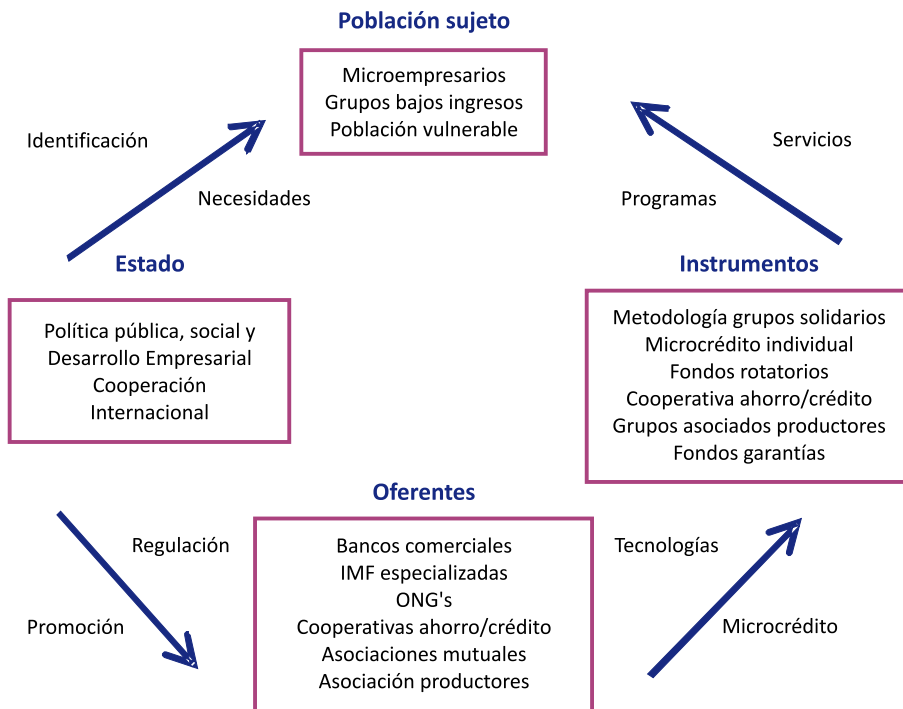 Población sujeto
Microempresarios
Grupos bajos ingresos
Población vulnerable
Identificación
Necesidades
Servicios
Programas
Estado
Política pública, social y
Desarrollo Empresarial
Cooperación
Internacional
Instrumentos
Metodología grupos solidarios
Microcrédito individual
Fondos rotatorios
Cooperativa ahorro/crédito
Grupos asociados productores
Fondos garantías
Oferentes
Bancos comerciales
IMF especializadas
ONG's
Cooperativas ahorro/crédito
Asociaciones mutuales
Asociación productores
Regulación
Promoción
Tecnologías
Microcrédito